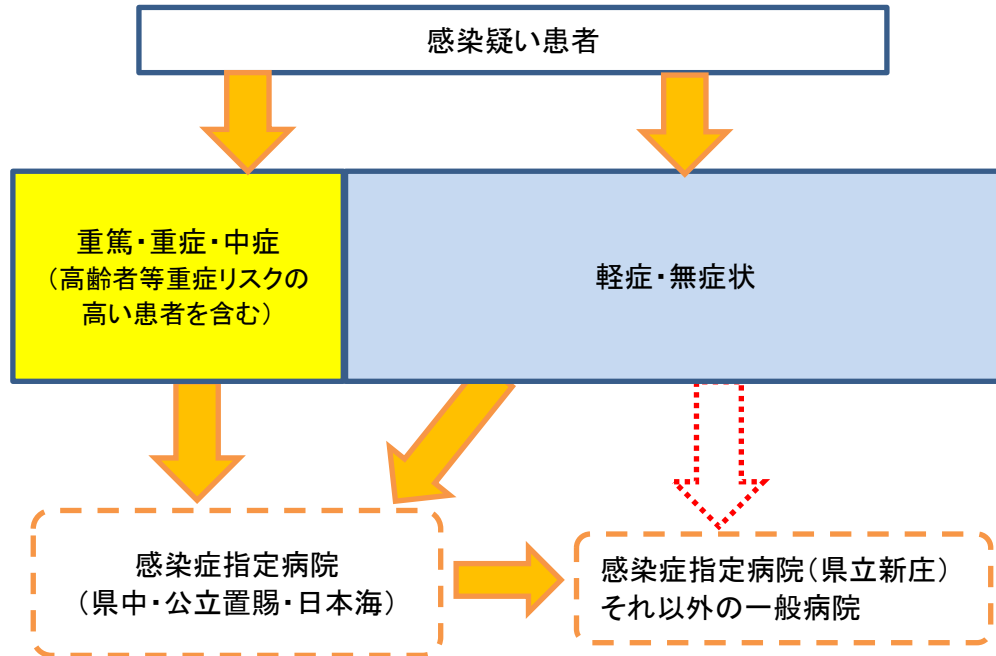 感染疑い患者
重篤・重症・中症
（高齢者等重症リスクの
高い患者を含む）
軽症・無症状
感染症指定病院
（県中・公立置賜・日本海）
感染症指定病院（県立新庄）
それ以外の一般病院